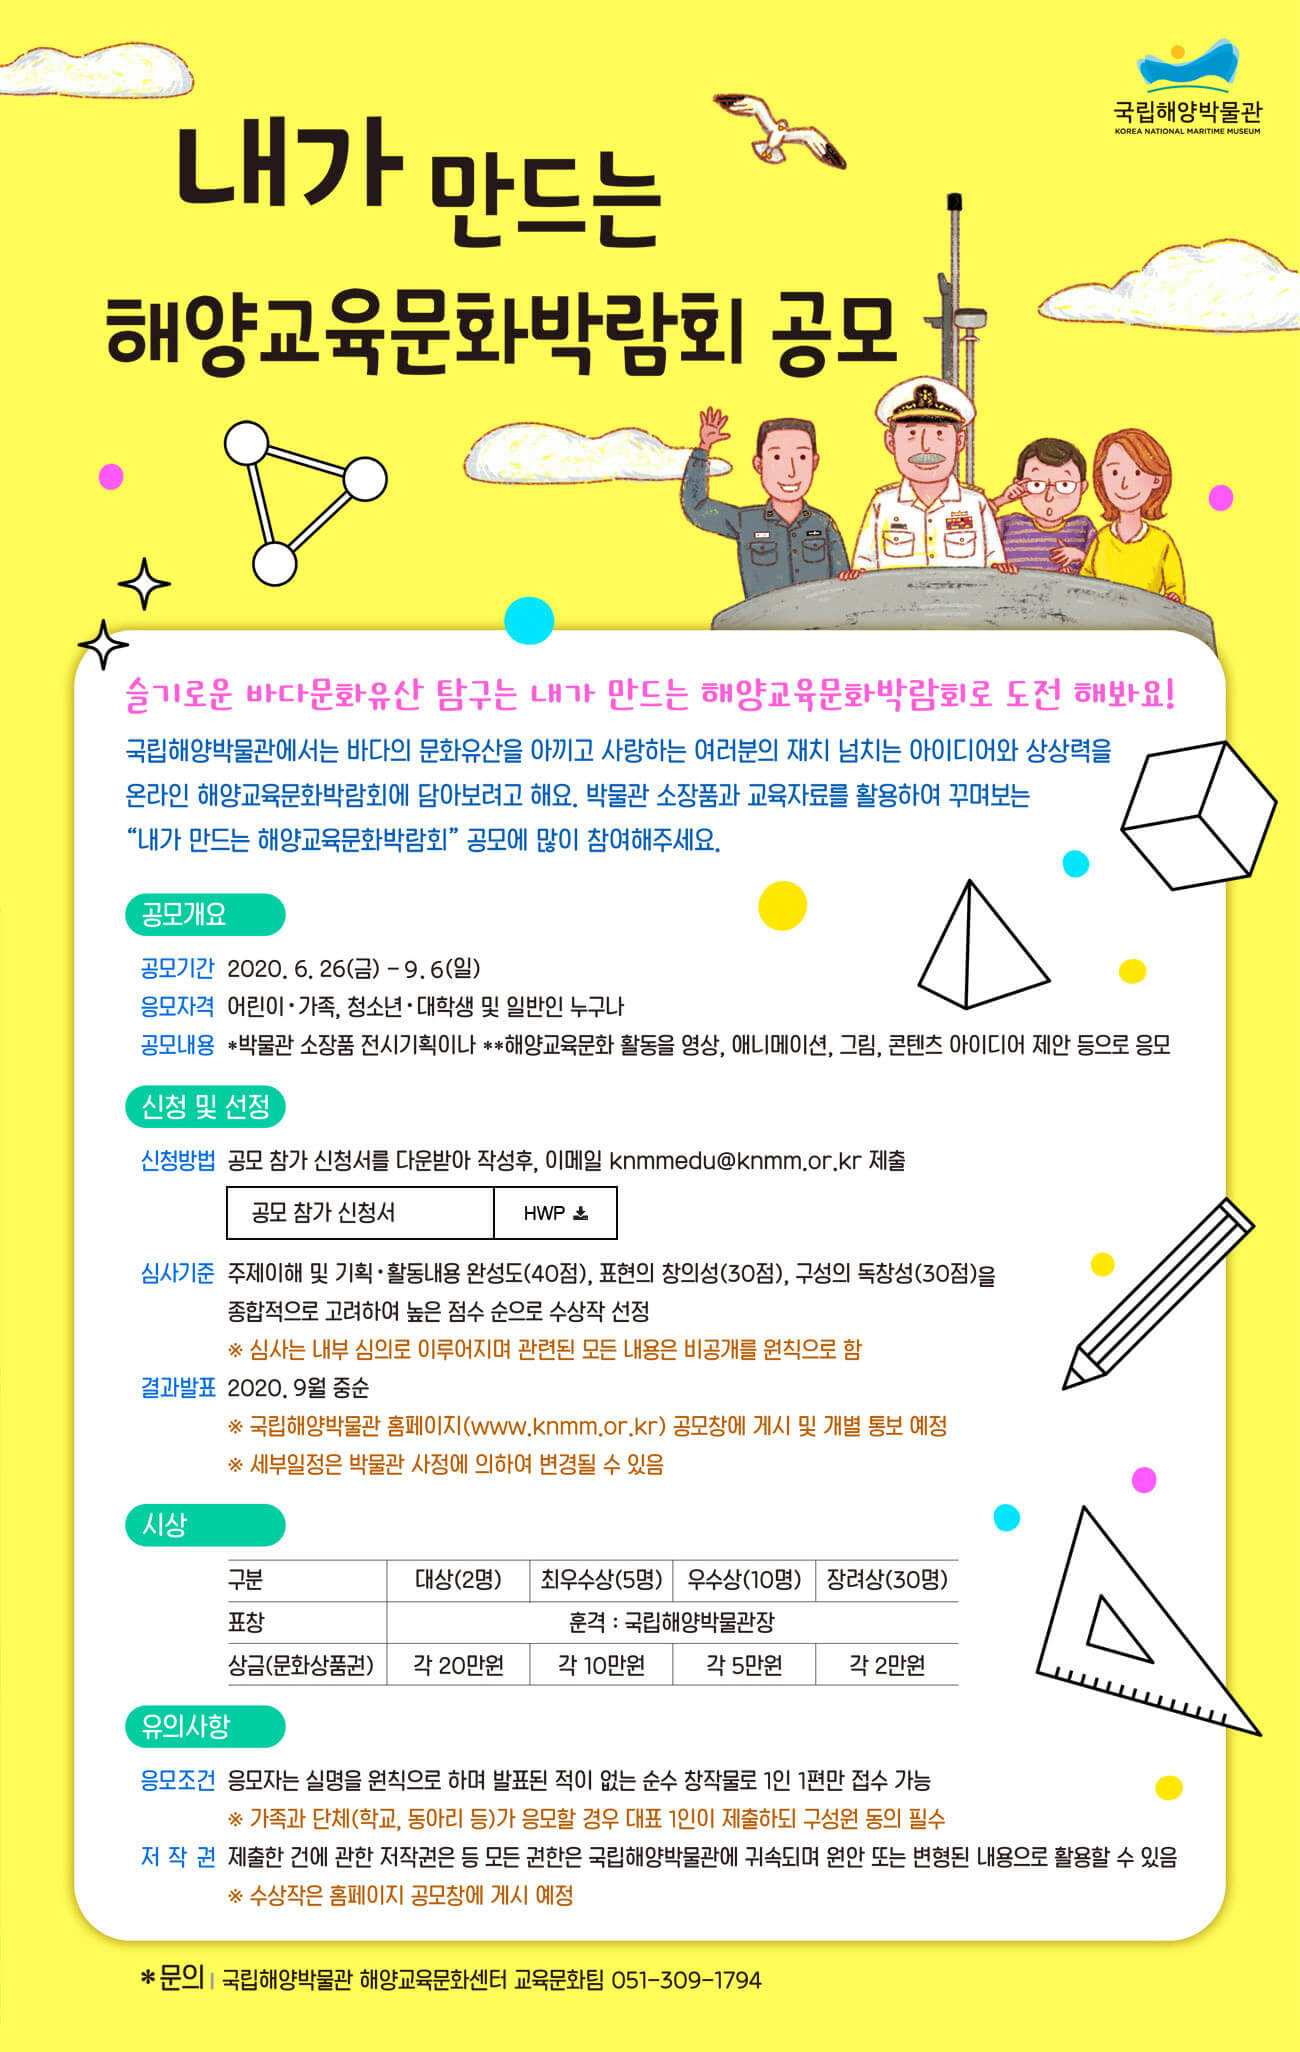 국립해양박물관
KOREA NATIONAL MARITIME MUSEUM
내가 만드는
해양교육문화박람회 공모
슬기로운 바다문화유산 탐구는 내가 만드는 해양교육문화박람회로 도전 해봐요!
국립해양박물관에서는 바다의 문화유산을 아끼고 사랑하는 여러분의 재치 넘치는 아이디어와 상상력을
온라인 해양교육문화박람회에 담아보려고 해요. 박물관 소장품과 교육자료를 활용하여 꾸며보는
“내가 만드는 해양교육문화박람회” 공모에 많이 참여해주세요.
공모개요
공모기간 2020. 6. 26(금) - 9. 6(일)
응모자격 어린이·가족, 청소년·대학생 및 일반인 누구나
공모내용 *박물관 소장품 전시기획이나 **해양교육문화 활동을 영상, 애니메이션, 그림, 콘텐츠 아이디어 제안 등으로 응모
신청 및 선정
신청방법 공모 참가 신청서를 다운받아 작성후, 이메일 knmmedu@knmm.or.kr 제출
공모 참가 신청서 HWP
심사기준 주제이해 및 기획·활동내용 완성도(40점), 표현의 창의성(30점), 구성의 독창성(30점)을
종합적으로 고려하여 높은 점수 순으로 수상작 선정
※ 심사는 내부 심의로 이루어지며 관련된 모든 내용은 비공개를 원칙으로 함
결과발표 2020. 9월 중순
※ 국립해양박물관 홈페이지(www.knmm.or.kr) 공모창에 게시 및 개별 통보 예정
※ 세부일정은 박물관 사정에 의하여 변경될 수 있음
시상
구분 대상(2명) 최우수상(5명) 우수상(10명) 장려상(30명)
표창 훈격 : 국립해양박물관장
상금(문화상품권) 각 20만원 각 10만원 각 5만원 각 2만원
유의사항
응모조건 응모자는 실명을 원칙으로 하며 발표된 적이 없는 순수 창작물로 1인 1편만 접수 가능
※ 가족과 단체(학교, 동아리 등)가 응모할 경우 대표 1인이 제출하되 구성원 동의 필수
저 작 권 제출한 건에 관한 저작권은 등 모든 권한은 국립해양박물관에 귀속되며 원안 또는 변형된 내용으로 활용할 수 있음
※ 수상작은 홈페이지 공모창에 게시 예정
*문의 | 국립해양박물관 해양교육문화센터 교육문화팀 051-309-1794